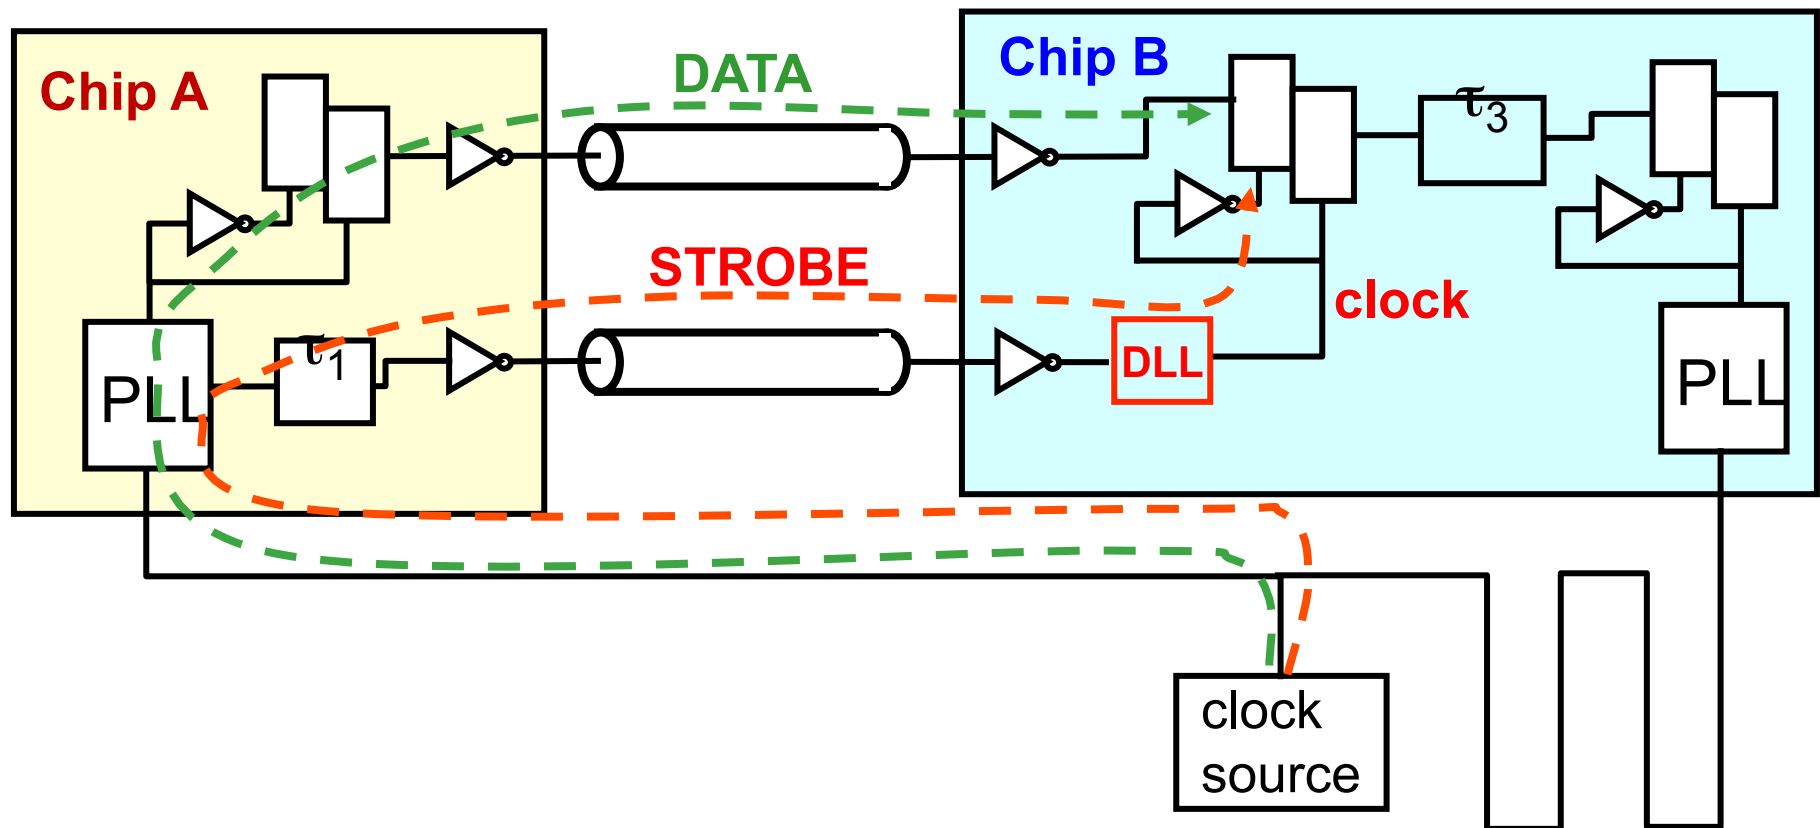 Chip A
DATA
Chip B
τ3
STROBE
clock
τ1
PLL
DLL
PLL
clock
source